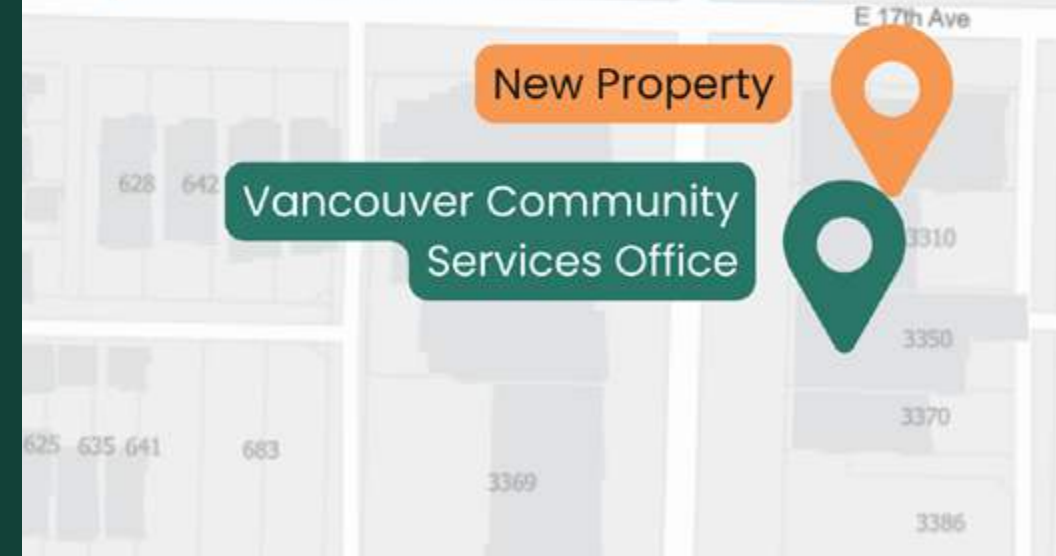 E 17th Ave
New Property
628 642
Vancouver Community
Services Office
3310
3350
3370
625 635 641
683
3369
3386